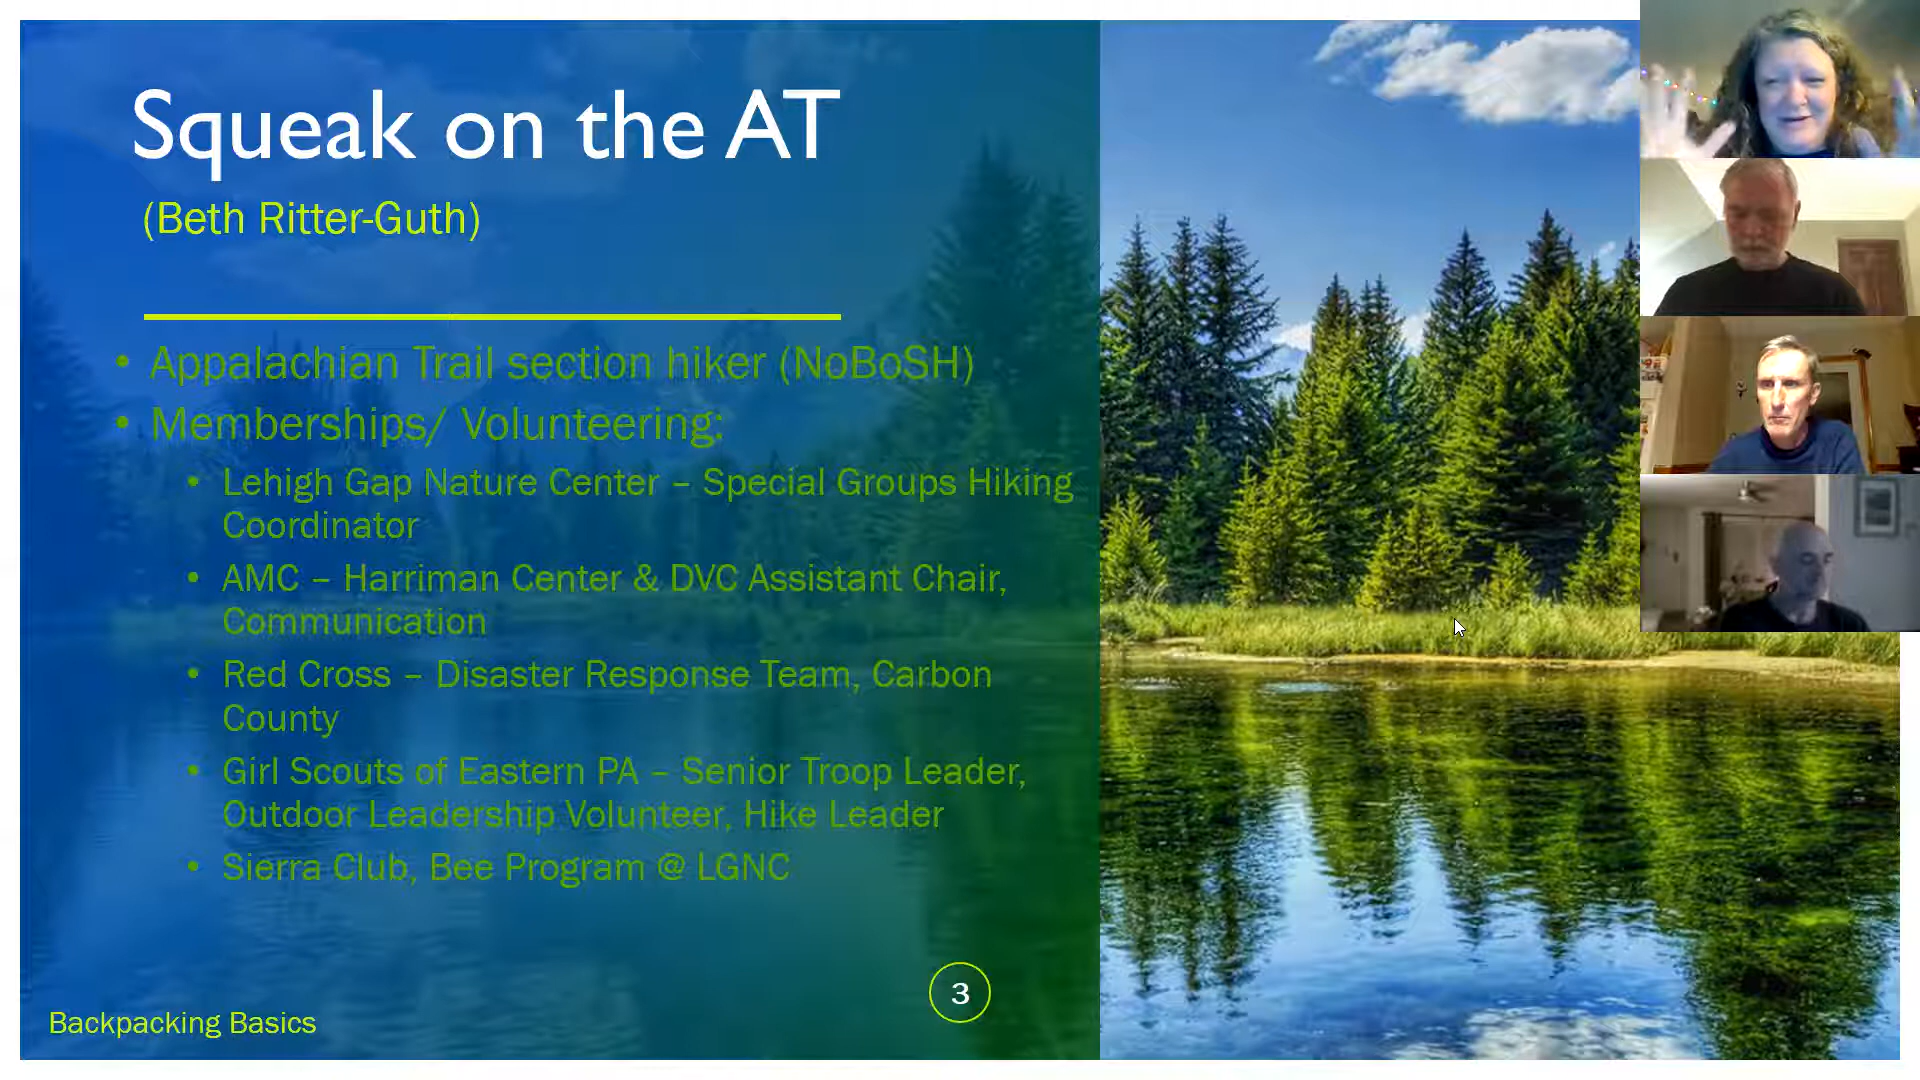 Squeak on the AT
(Beth Ritter-Guth)
• Appalachian Trail section hiker (NoBoSH)
• Memberships/ Volunteering:
• Lehigh Gap Nature Center – Special Groups Hiking
Coordinator
• AMC – Harriman Center & DVC Assistant Chair,
Communication
• Red Cross – Disaster Response Team, Carbon
County
• Girl Scouts of Eastern PA – Senior Troop Leader,
Outdoor Leadership Volunteer, Hike Leader
• Sierra Club, Bee Program @ LGNC
3
Backpacking Basics